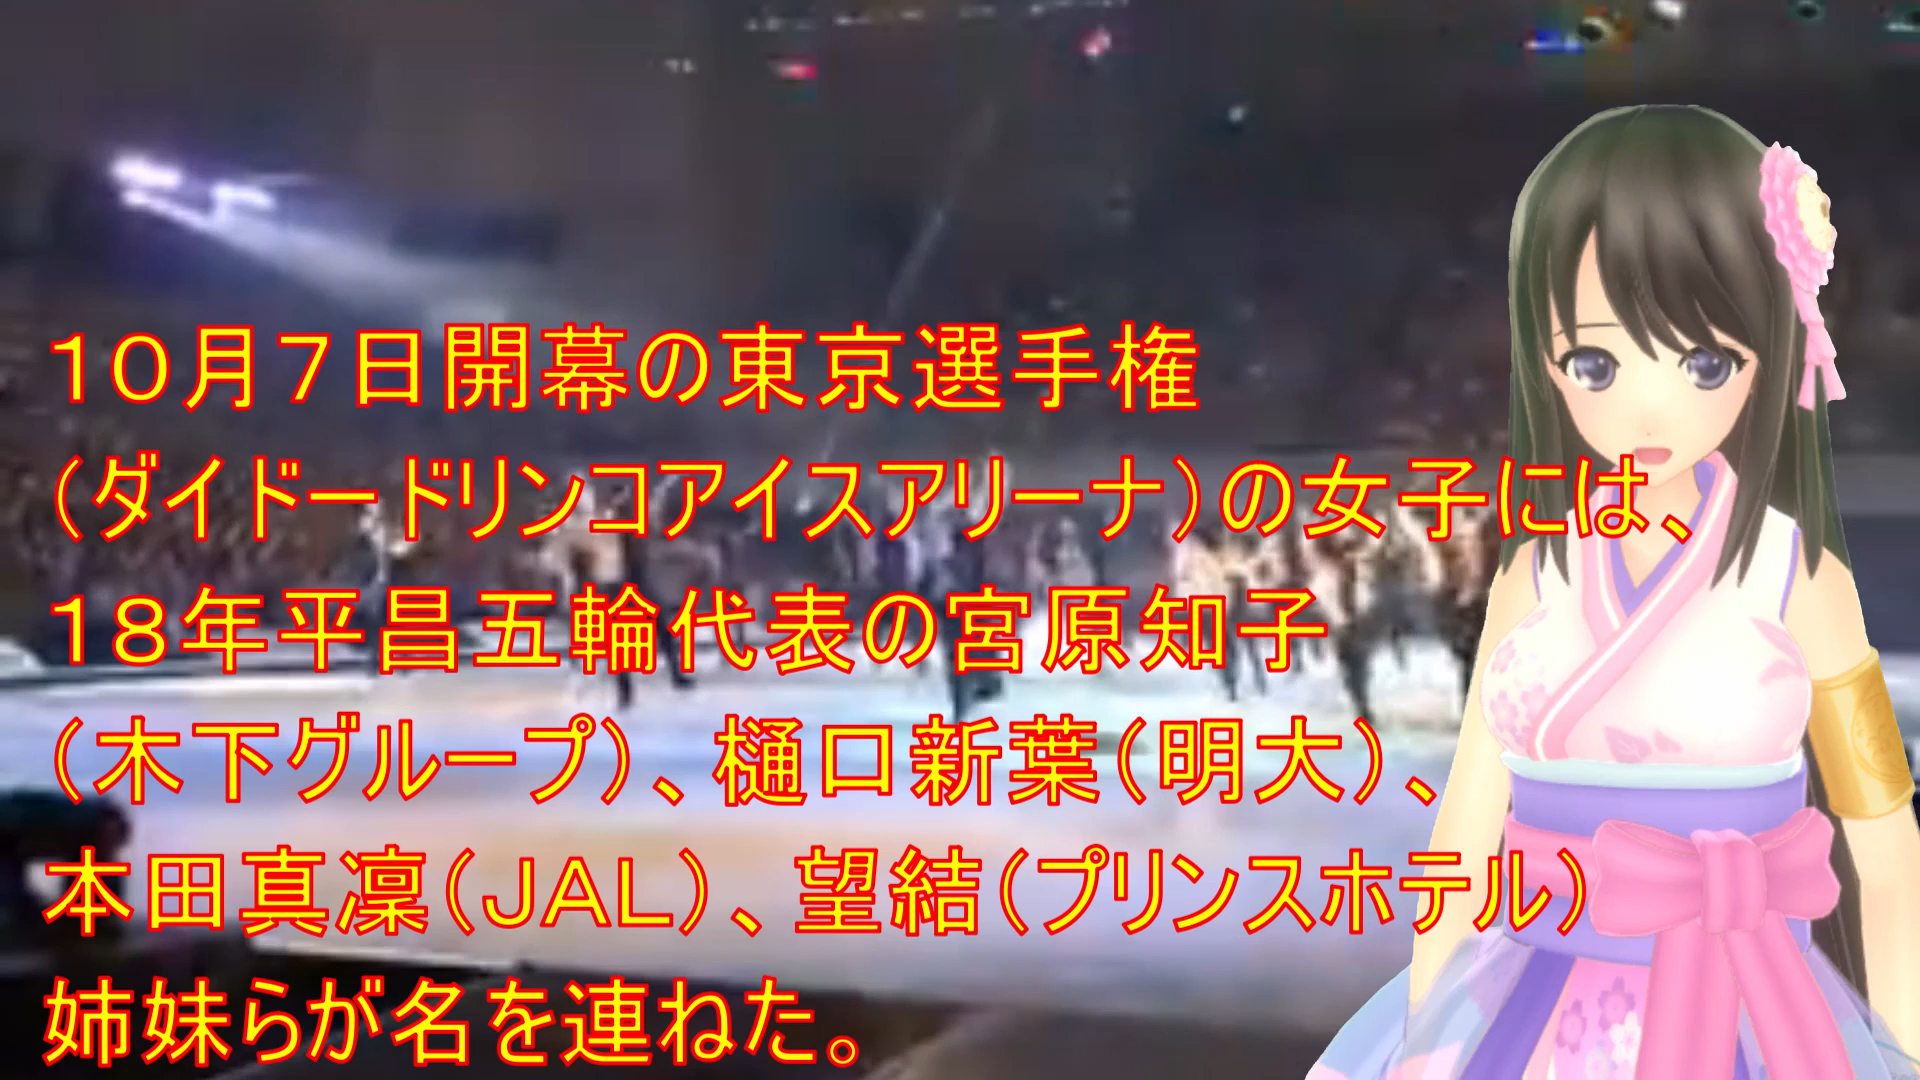 １０月７日開幕の東京選手権
（ダイドードリンコアイスアリーナ）の女子には、
１８年平昌五輪代表の宮原知子
（木下グループ）、樋口新葉（明大）、
本田真凜（ＪＡＬ）、望結（プリンスホテル）
姉妹らが名を連ねた。